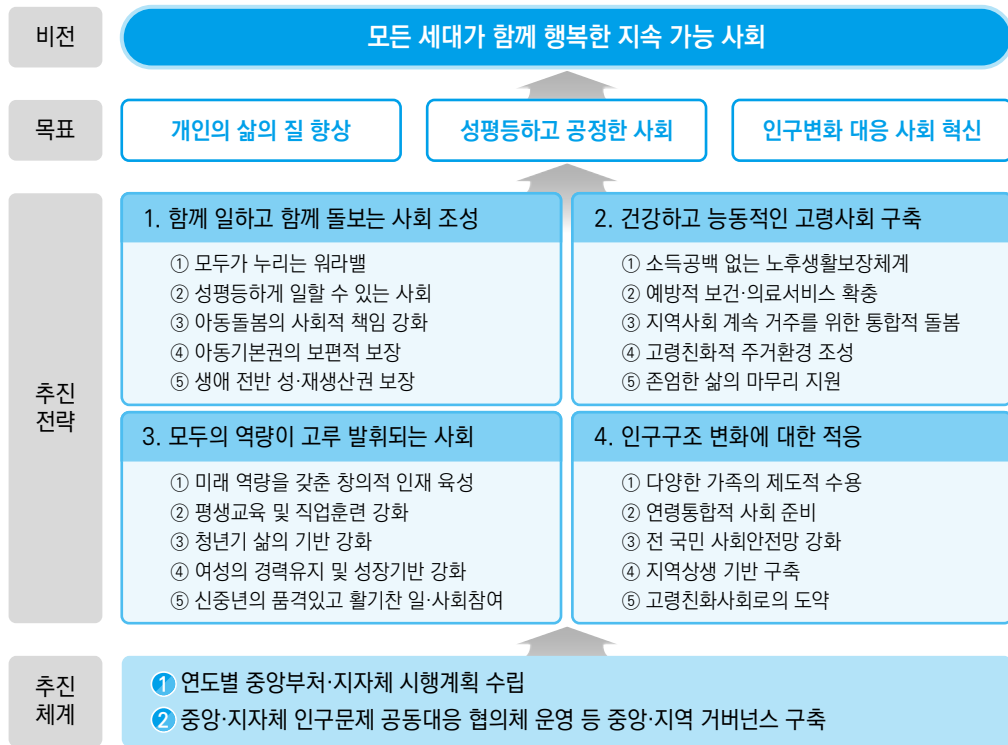 비전
모든 세대가 함께 행복한 지속 가능 사회
목표
개인의 삶의 질 향상
성평등하고 공정한 사회
인구변화 대응 사회 혁신
추진
전략
1. 함께 일하고 함께 돌보는 사회 조성
① 모두가 누리는 워라밸
② 성평등하게 일할 수 있는 사회
③ 아동돌봄의 사회적 책임 강화
④ 아동기본권의 보편적 보장
⑤ 생애 전반 성·재생산권 보장
2. 건강하고 능동적인 고령사회 구축
① 소득공백 없는 노후생활보장체계
② 예방적 보건·의료서비스 확충
③ 지역사회 계속 거주를 위한 통합적 돌봄
④ 고령친화적 주거환경 조성
⑤ 존엄한 삶의 마무리 지원
3. 모두의 역량이 고루 발휘되는 사회
① 미래 역량을 갖춘 창의적 인재 육성
② 평생교육 및 직업훈련 강화
③ 청년기 삶의 기반 강화
④ 여성의 경력유지 및 성장기반 강화
⑤ 신중년의 품격있고 활기찬 일·사회참여
4. 인구구조 변화에 대한 적응
① 다양한 가족의 제도적 수용
② 연령통합적 사회 준비
③ 전 국민 사회안전망 강화
④ 지역상생 기반 구축
⑤ 고령친화사회로의 도약
추진
체계
❶ 연도별 중앙부처·지자체 시행계획 수립
❷ 중앙·지자체 인구문제 공동대응 협의체 운영 등 중앙·지역 거버넌스 구축